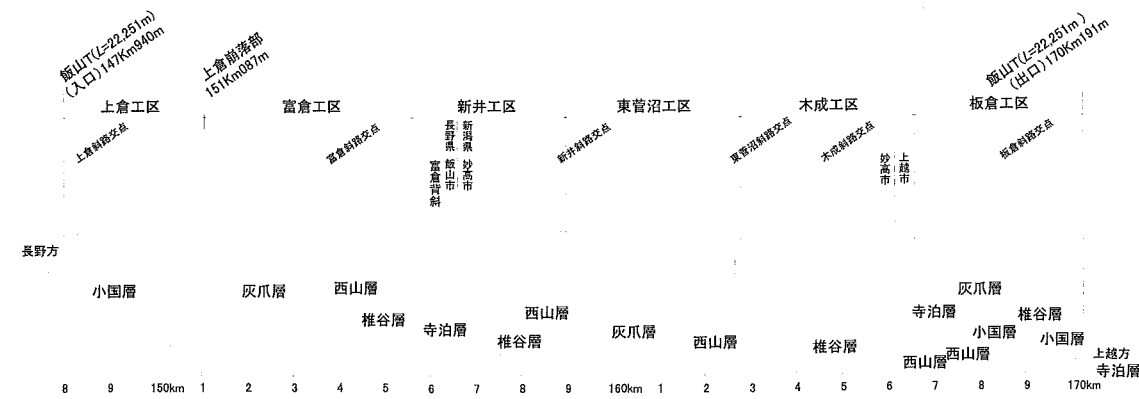 飯山T(L=22,251m)
(入口)147Km940m
上倉崩落部
151Km087m
飯山T(L=22,251m)
(出口)170Km191m
上倉工区
富倉工区
新井工区
東菅沼工区
木成工区
板倉工区
上倉斜路交点
富倉斜路交点
長野県
新潟県
飯山市
妙高市
富倉背斜
新井斜路交点
東菅沼斜路交点
木成斜路交点
妙高市
上越市
板倉斜路交点
長野方
小国層
灰爪層
西山層
椎谷層
寺泊層
西山層
椎谷層
灰爪層
西山層
椎谷層
灰爪層
寺泊層
椎谷層
小国層
小国層
西山層
西山層
上越方
寺泊層
8 9 150km 1 2 3 4 5 6 7 8 9 160km 1 2 3 4 5 6 7 8 9 170km